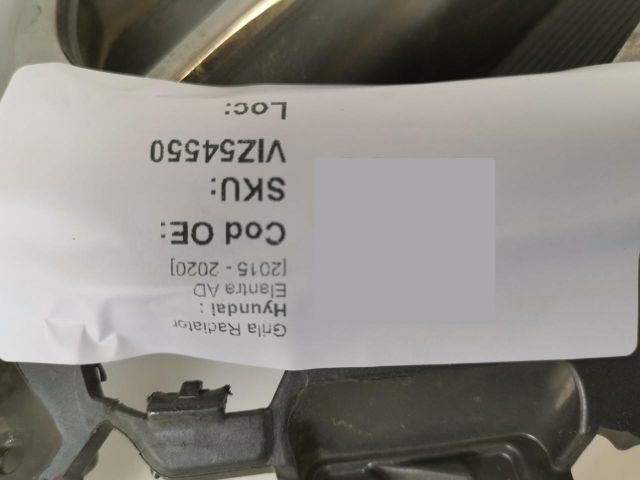 Grila Radiator
Hyundai :
Elantra AD
[2015 - 2020]
Cod OE:
SKU:
VIZ54550
Loc: